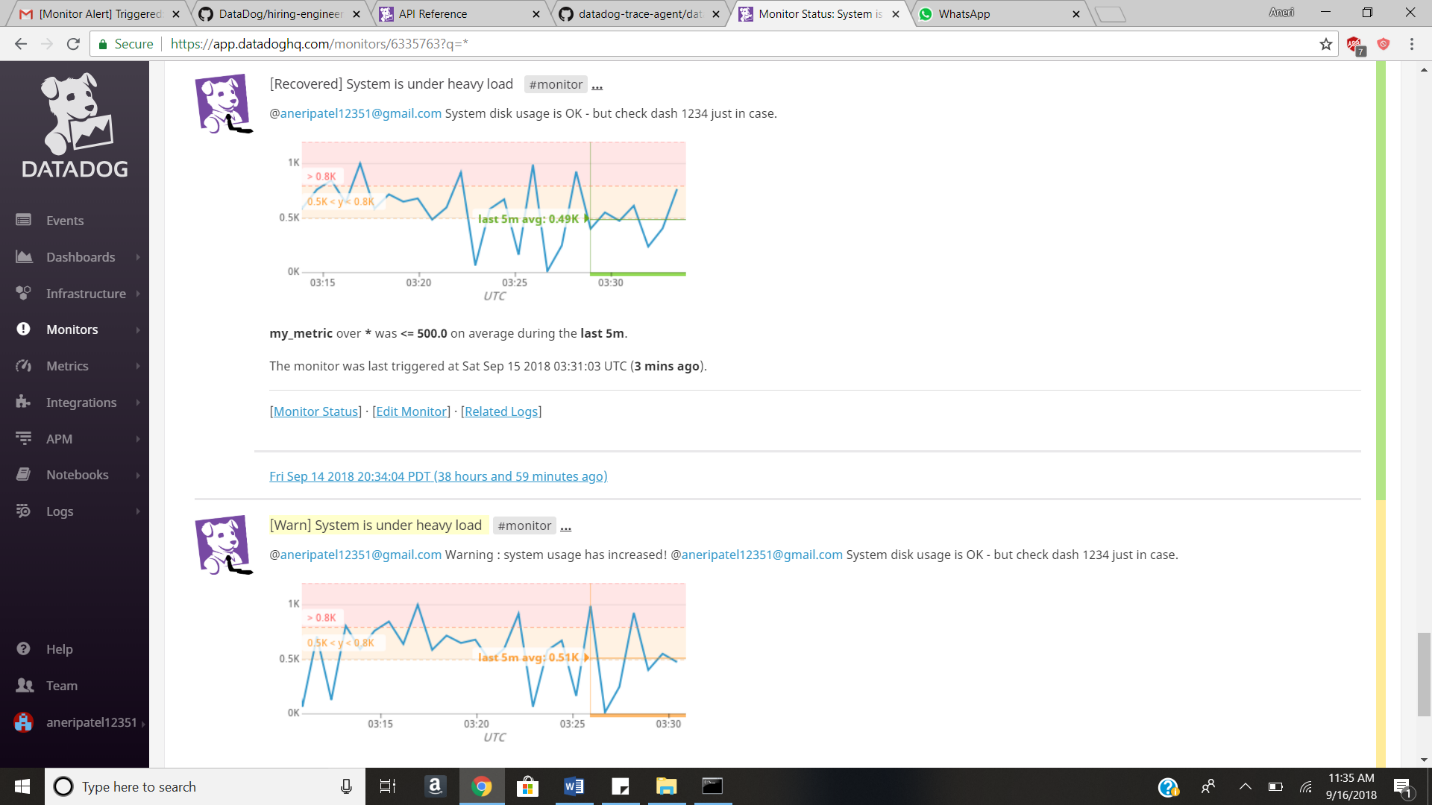 [Monitor Alert] Triggered
DataDog/hiring-engineer
API Reference
datadog-trace-agent/dat
Monitor Status: System is
WhatsApp
Aneri
Secure
https://app.datadoghq.com/monitors/6335763?q=*
7
DATADOG
Events
Dashboards
Infrastructure
Monitors
Metrics
Integrations
APM
Notebooks
Logs
Help
Team
aneripatel12351
[Recovered] System is under heavy load #monitor ...
@aneripatel12351@gmail.com System disk usage is OK - but check dash 1234 just in case.
1K
> 0.8K
0.5K < y < 0.8K
0.5K
last 5m avg: 0.49K
0K
03:15 03:20 03:25 03:30
UTC
my_metric over * was <= 500.0 on average during the last 5m.
The monitor was last triggered at Sat Sep 15 2018 03:31:03 UTC (3 mins ago).
[Monitor Status] · [Edit Monitor] · [Related Logs]
Fri Sep 14 2018 20:34:04 PDT (38 hours and 59 minutes ago)
[Warn] System is under heavy load #monitor ...
@aneripatel12351@gmail.com Warning : system usage has increased! @aneripatel12351@gmail.com System disk usage is OK - but check dash 1234 just in case.
1K
> 0.8K
0.5K < y < 0.8K
0.5K
last 5m avg: 0.51K
0K
03:15 03:20 03:25 03:30
UTC
Type here to search
11:35 AM
9/16/2018
1